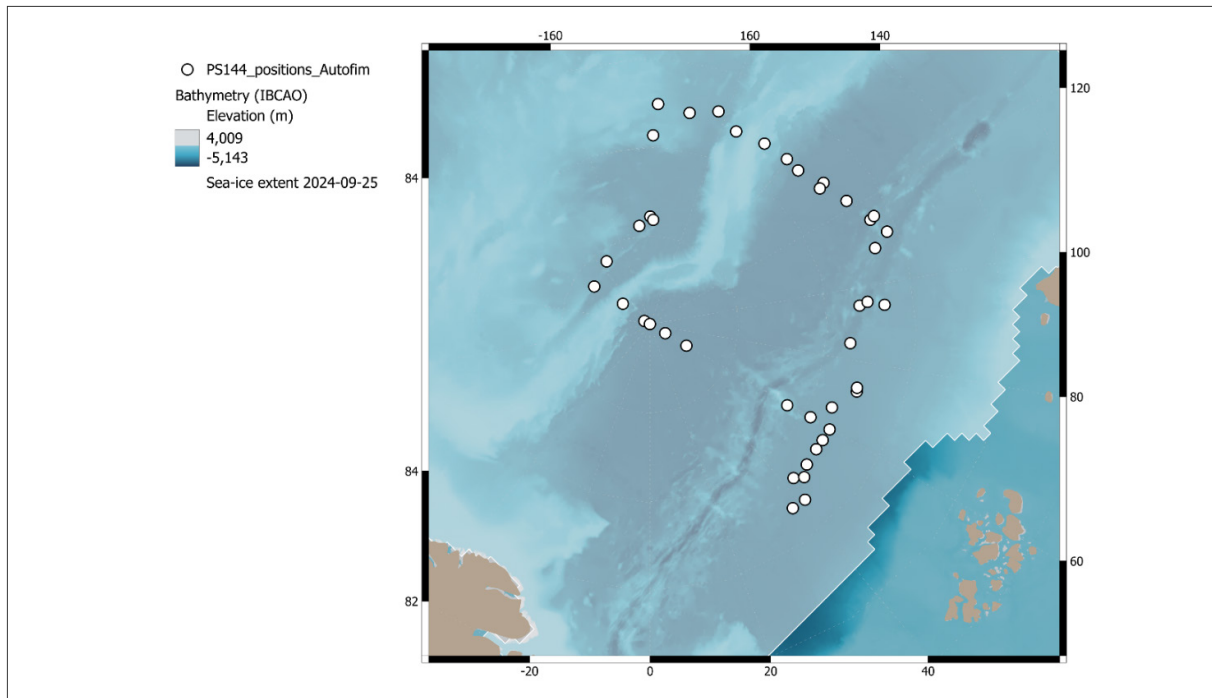 -160 160 140
PS144_positions_Autofim
Bathymetry (IBCAO)
Elevation (m)
4,009
-5,143
Sea-ice extent 2024-09-25
120
84
100
80
84
60
82
-20 0 20 40